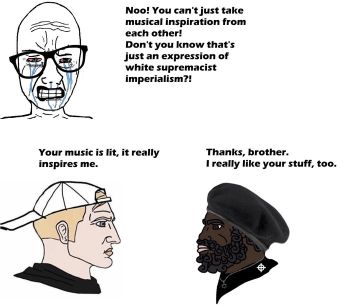 Noo! You can't just take
musical inspiration from
each other!
Don't you know that's
just an expression of
white supremacist
imperialism?!
Your music is lit, it really
inspires me.
Thanks, brother.
I really like your stuff, too.